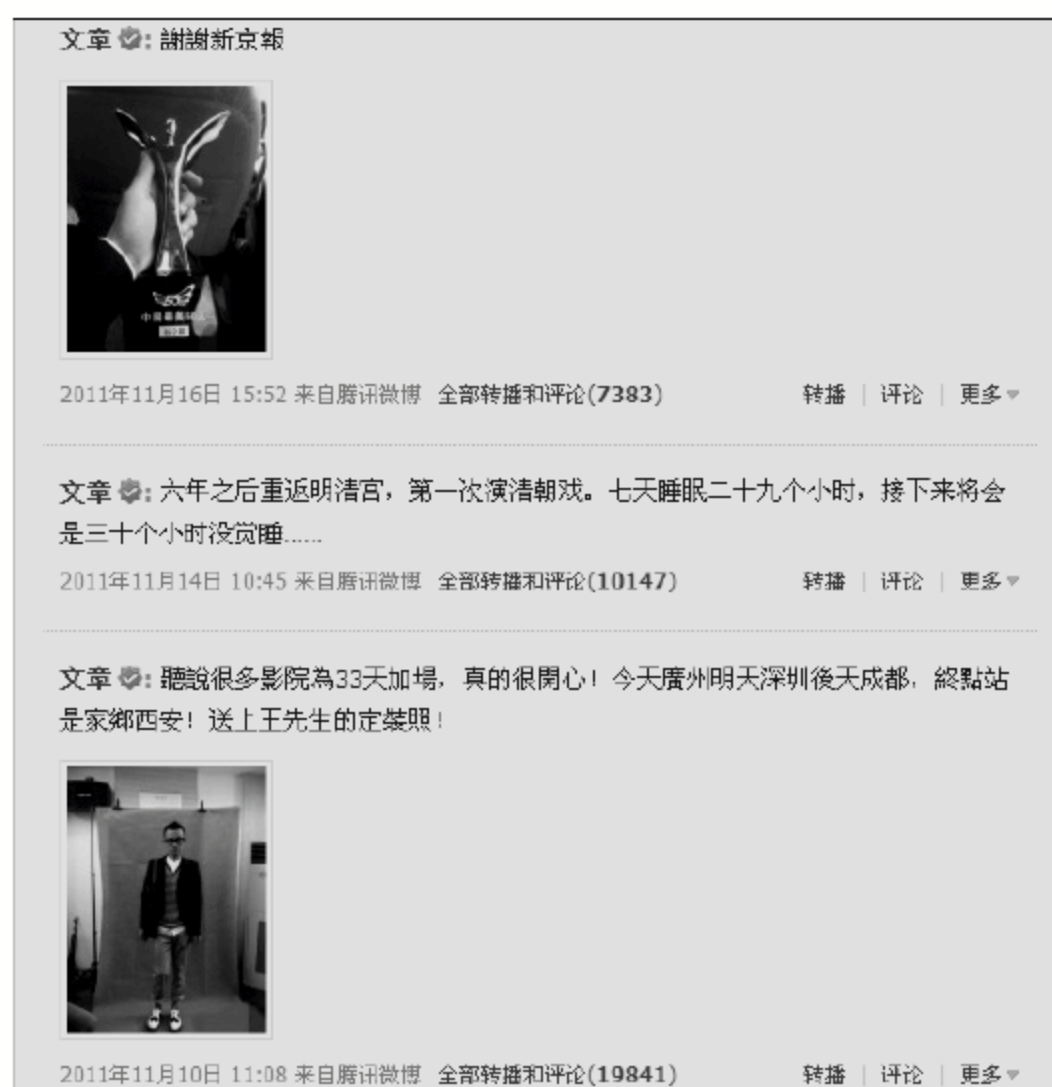 文章: 謝謝新京報
2011年11月16日 15:52 来自腾讯微博 全部转播和评论(7383) 转播 | 评论 | 更多
文章: 六年之后重返明清宫，第一次演清朝戏。七天睡眠二十九个小时，接下来将会
是三十个小时没觉睡......
2011年11月14日 10:45 来自腾讯微博 全部转播和评论(10147) 转播 | 评论 | 更多
文章: 聽說很多影院為33天加場，真的很開心！今天廣州明天深圳後天成都，終點站
是家鄉西安！送上王先生的定裝照！
2011年11月10日 11:08 来自腾讯微博 全部转播和评论(19841) 转播 | 评论 | 更多